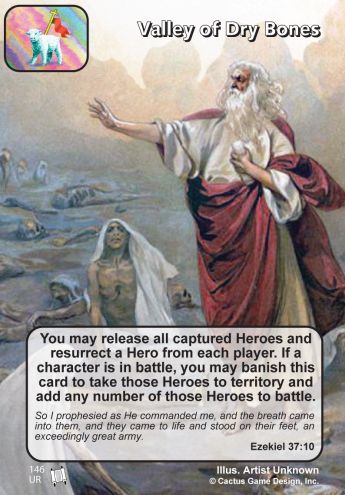 Valley of Dry Bones
You may release all captured Heroes and
resurrect a Hero from each player. If a
character is in battle, you may banish this
card to take those Heroes to territory and
add any number of those Heroes to battle.
So I prophesied as He commanded me, and the breath came
into them, and they came to life and stood on their feet, an
exceedingly great army.
Ezekiel 37:10
146
UR
Illus. Artist Unknown
© Cactus Game Design, Inc.